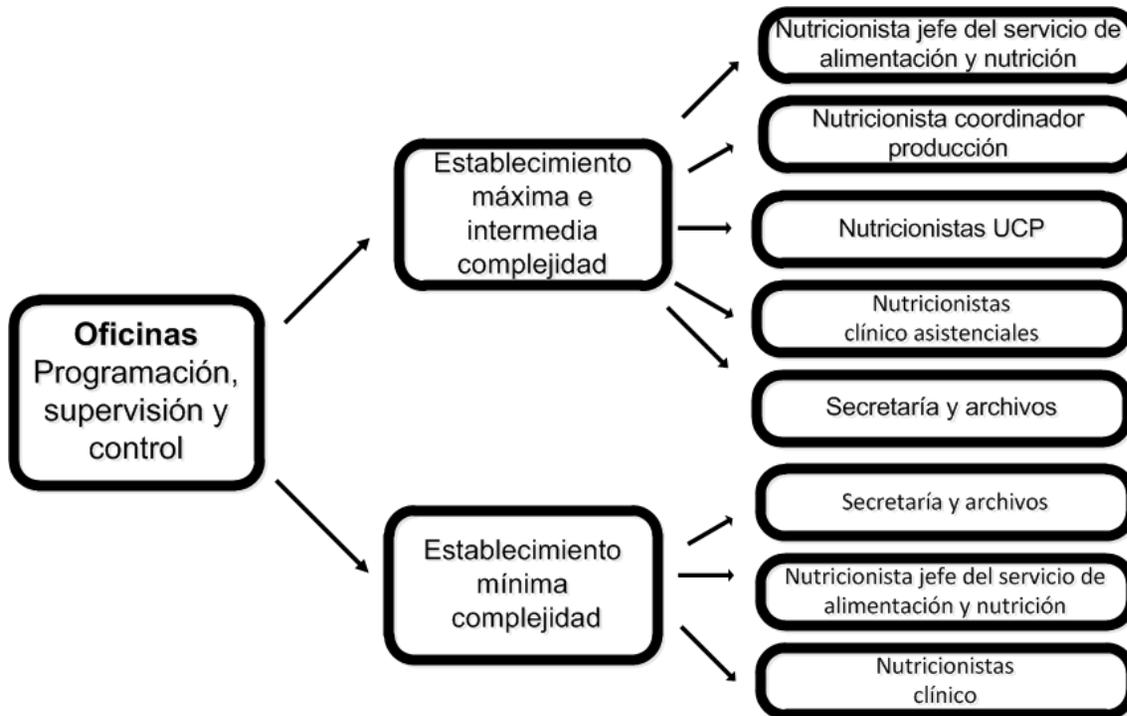 Oficinas
Programación,
supervisión y
control
Establecimiento
máxima e
intermedia
complejidad
Nutricionista jefe del servicio de
alimentación y nutrición
Nutricionista coordinador
producción
Nutricionistas UCP
Nutricionistas
clínico asistenciales
Secretaría y archivos
Establecimiento
mínima
complejidad
Secretaría y archivos
Nutricionista jefe del servicio de
alimentación y nutrición
Nutricionistas
clínico